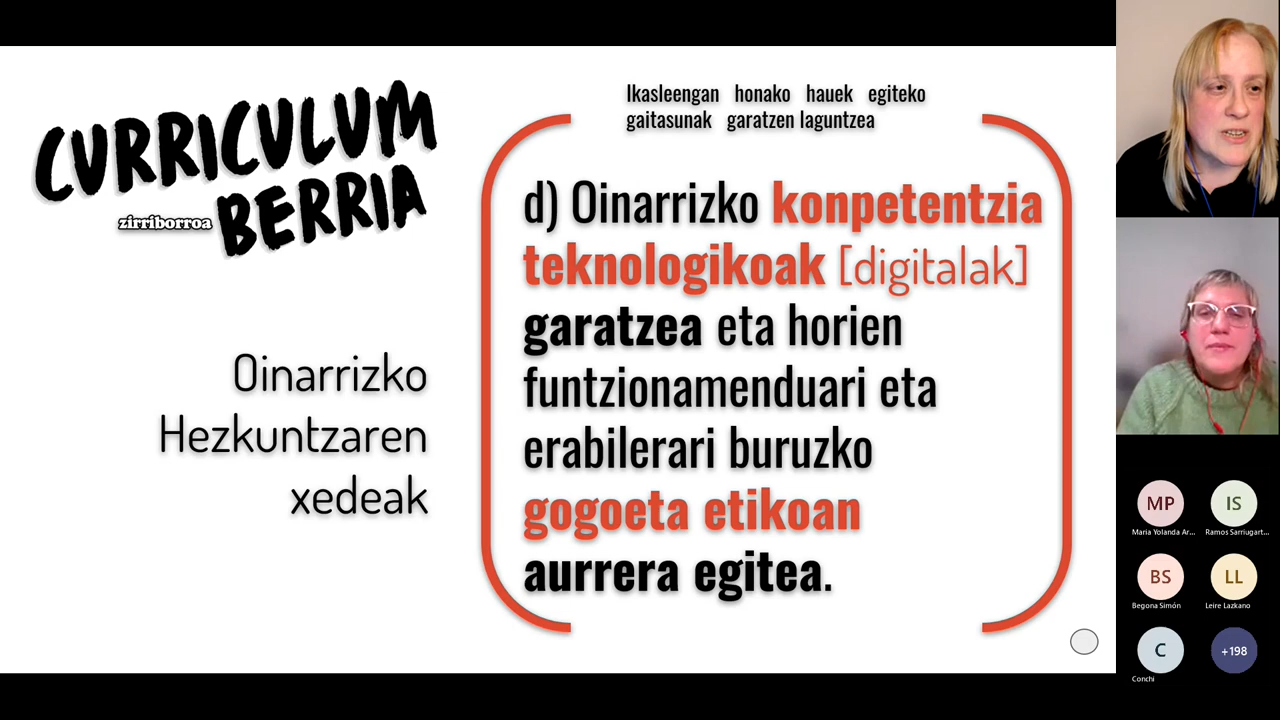 CURRICULUM
zirriborroa BERRIA
Oinarrizko
Hezkuntzaren
xedeak
Ikasleengan honako hauek egiteko
gaitasunak garatzen laguntzea
d) Oinarrizko konpetentzia
teknologikoak [digitalak]
garatzea eta horien
funtzionamenduari eta
erabilerari buruzko
gogoeta etikoan
aurrera egitea.
MP
Maria Yolanda Ar...
IS
Ramos Sarriugart...
BS
Begona Simón
LL
Leire Lazkano
C
Conchi
+198